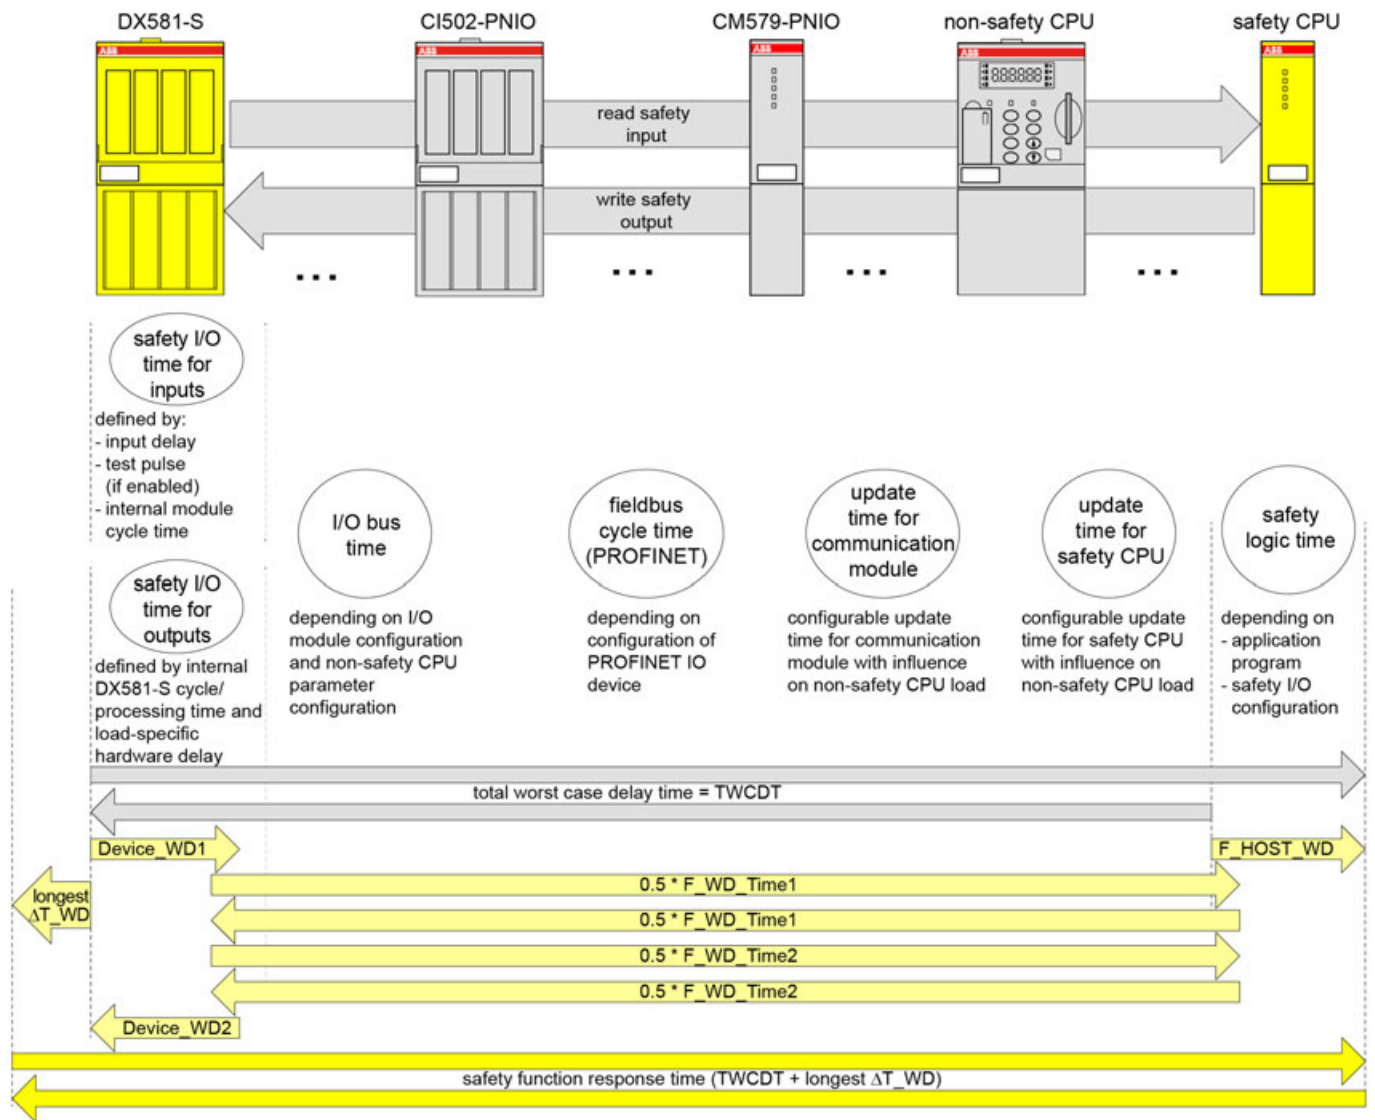 DX581-S
CI502-PNIO
CM579-PNIO
non-safety CPU
safety CPU
ABB
ABB
ABB
ABB
ABB
read safety
input
write safety
output
...
...
...
...
safety I/O
time for
inputs
defined by:
- input delay
- test pulse
(if enabled)
- internal module
cycle time
safety I/O
time for
outputs
defined by internal
DX581-S cycle/
processing time and
load-specific
hardware delay
I/O bus
time
depending on I/O
module configuration
and non-safety CPU
parameter
configuration
fieldbus
cycle time
(PROFINET)
depending on
configuration of
PROFINET IO
device
update
time for
communication
module
configurable update
time for communication
module with influence
on non-safety CPU load
update
time for
safety CPU
configurable update
time for safety CPU
with influence on
non-safety CPU load
safety
logic time
depending on
- application
program
- safety I/O
configuration
total worst case delay time = TWCDT
Device_WD1
F_HOST_WD
longest
ΔT_WD
0.5 * F_WD_Time1
0.5 * F_WD_Time1
0.5 * F_WD_Time2
0.5 * F_WD_Time2
Device_WD2
safety function response time (TWCDT + longest ΔT_WD)